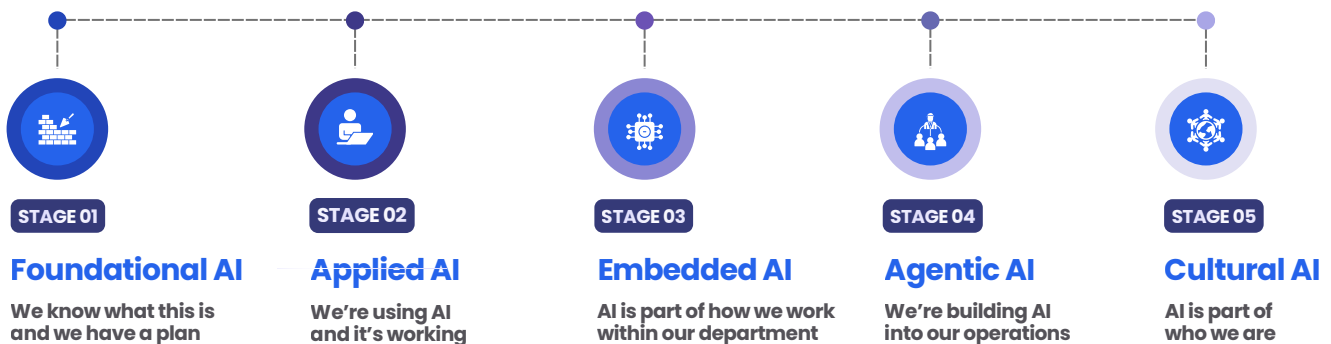 STAGE 01
Foundational AI
We know what this is
and we have a plan
STAGE 02
Applied AI
We're using AI
and it's working
STAGE 03
Embedded AI
AI is part of how we work
within our department
STAGE 04
Agentic AI
We're building AI
into our operations
STAGE 05
Cultural AI
AI is part of
who we are